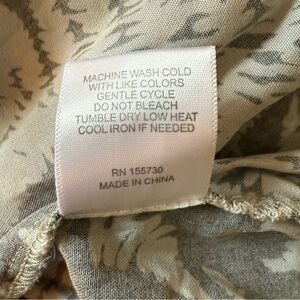 MACHINE WASH COLD
WITH LIKE COLORS
GENTLE CYCLE
DO NOT BLEACH
TUMBLE DRY LOW HEAT
COOL IRON IF NEEDED
RN 155730
MADE IN CHINA